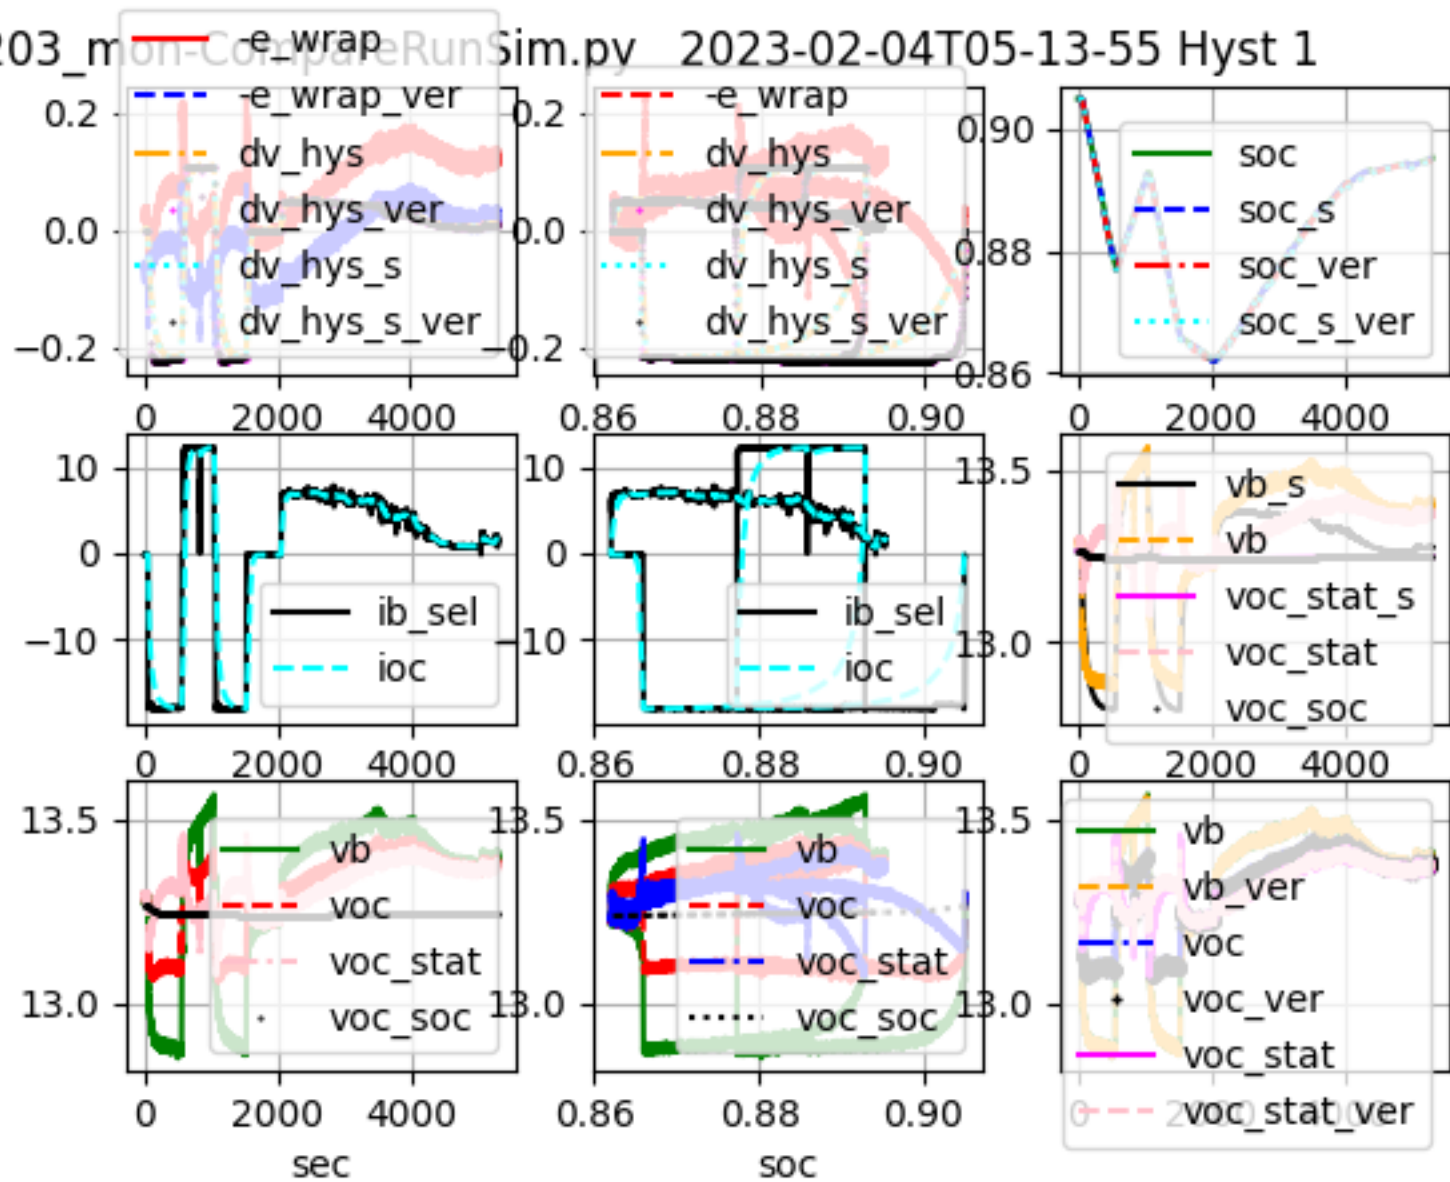 203_mon-CompareRunSim.py 2023-02-04T05-13-55 Hyst 1
-e_wrap
-e_wrap_ver
dv_hys
dv_hys_ver
dv_hys_s
dv_hys_s_ver
0.2
0.0
−0.2
0 2000 4000
-e_wrap
dv_hys
dv_hys_ver
dv_hys_s
dv_hys_s_ver
0.2
0.0
−0.2
0.86 0.88 0.90
soc
soc_s
soc_ver
soc_s_ver
0.90
0.88
0.86
0 2000 4000
10
0
−10
ib_sel
ioc
0 2000 4000
10
0
−10
ib_sel
ioc
0.86 0.88 0.90
13.5
13.0
vb_s
vb
voc_stat_s
voc_stat
voc_soc
0 2000 4000
13.5
13.0
vb
voc
voc_stat
voc_soc
0 2000 4000
sec
13.5
13.0
vb
voc
voc_stat
voc_soc
0.86 0.88 0.90
soc
13.5
13.0
vb
vb_ver
voc
voc_ver
voc_stat
voc_stat_ver
0 2000 4000